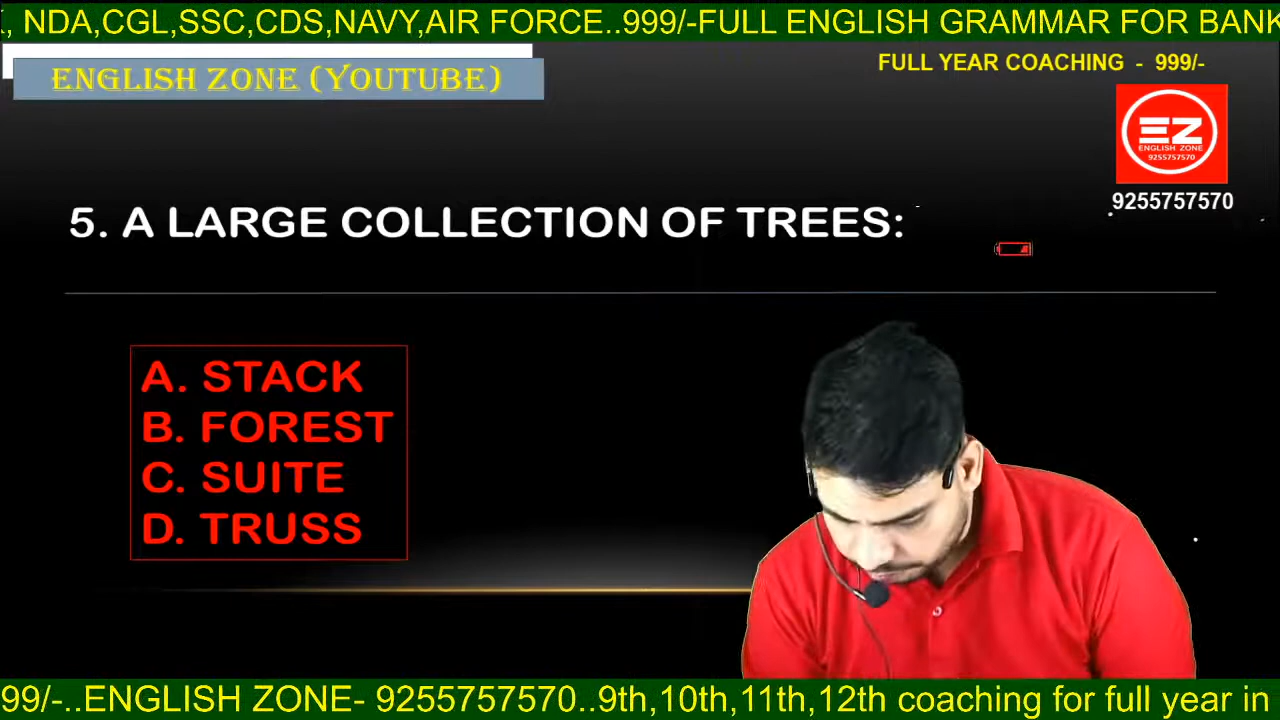 , NDA,CGL,SSC,CDS,NAVY,AIR FORCE..999/-FULL ENGLISH GRAMMAR FOR BANK
ENGLISH ZONE (YOUTUBE)
FULL YEAR COACHING - 999/-
EZ
ENGLISH ZONE
9255757570
9255757570
5. A LARGE COLLECTION OF TREES:
A. STACK
B. FOREST
C. SUITE
D. TRUSS
99/-..ENGLISH ZONE- 9255757570..9th,10th,11th,12th coaching for full year in